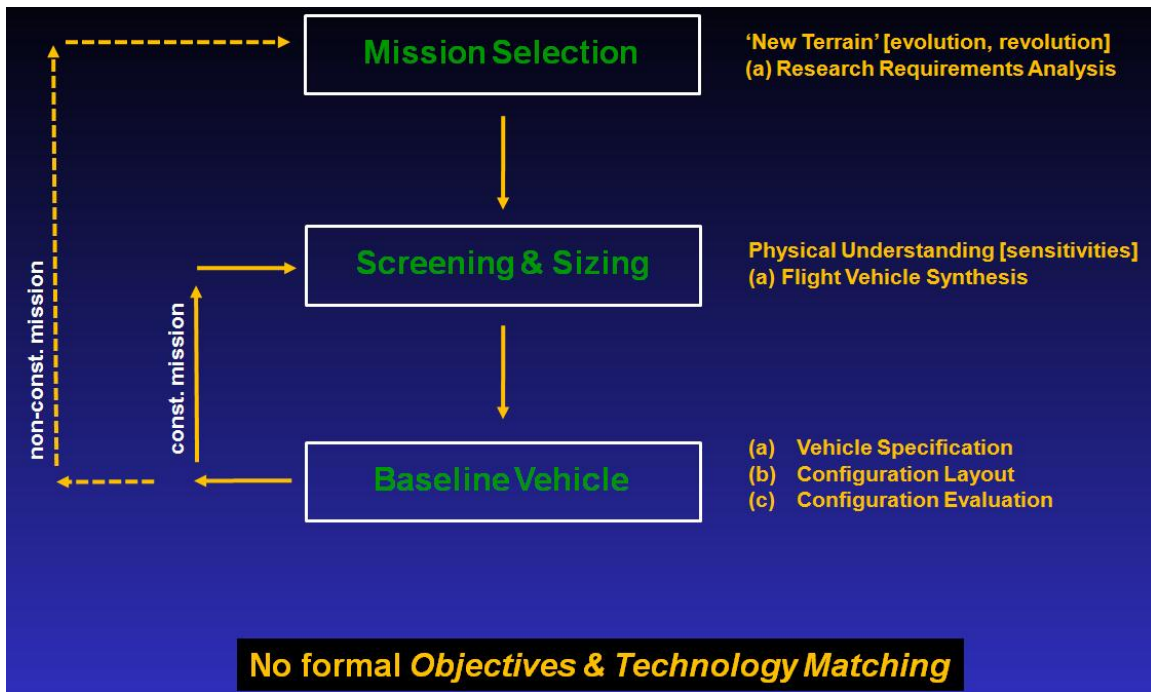 Mission Selection
'New Terrain' [evolution, revolution]
(a) Research Requirements Analysis
Screening & Sizing
Physical Understanding [sensitivities]
(a) Flight Vehicle Synthesis
non-const. mission
const. mission
Baseline Vehicle
(a) Vehicle Specification
(b) Configuration Layout
(c) Configuration Evaluation
No formal Objectives & Technology Matching